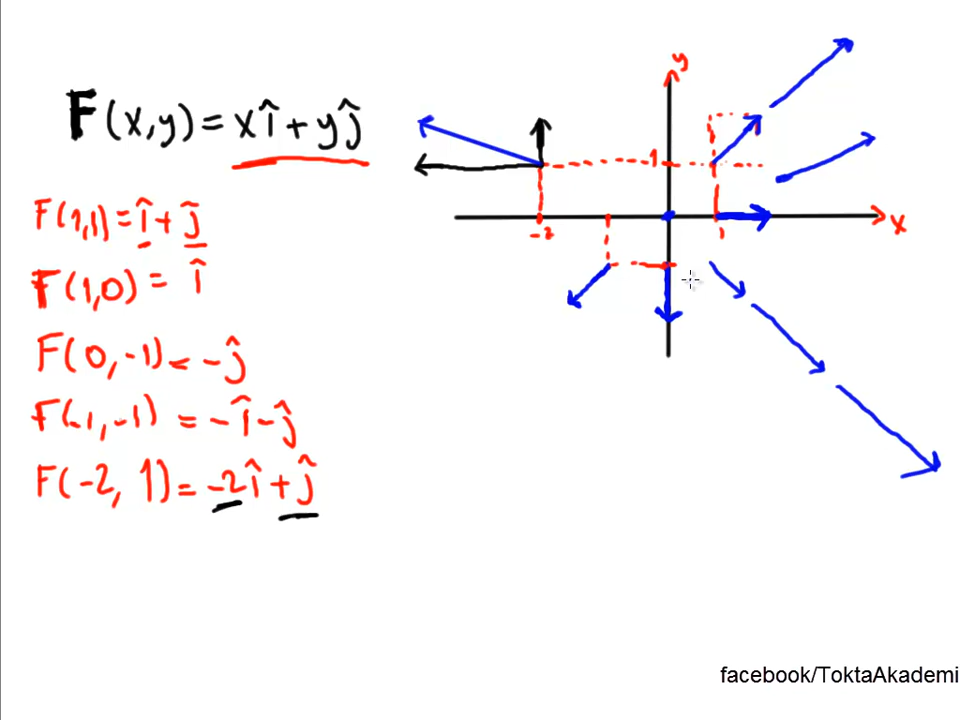 F(x,y) = xî + yĵ
F(1,1) = î + ĵ
F(1,0) = î
F(0,-1) = -ĵ
F(-1,-1) = -î-ĵ
F(-2, 1) = -2î+ĵ
y
1
-2
1
x
facebook/ToktaAkademi